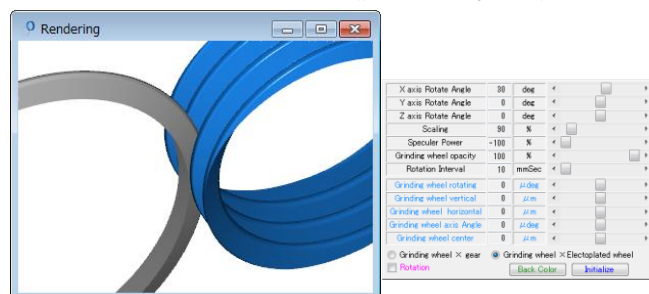 Rendering
X axis Rotate Angle 30 deg
Y axis Rotate Angle 0 deg
Z axis Rotate Angle 0 deg
Scaling 90 %
Speculer Power -100 %
Grinding wheel opacity 100 %
Rotation Interval 10 mmSec
Grinding wheel rotating 0 μdeg
Grinding wheel vertical 0 μm
Grinding wheel horizontal 0 μm
Grinding wheel axis Angle 0 μdeg
Grinding wheel center 0 μm
Grinding wheel × gear Grinding wheel × Electoplated wheel
Rotation Back Color Initialize